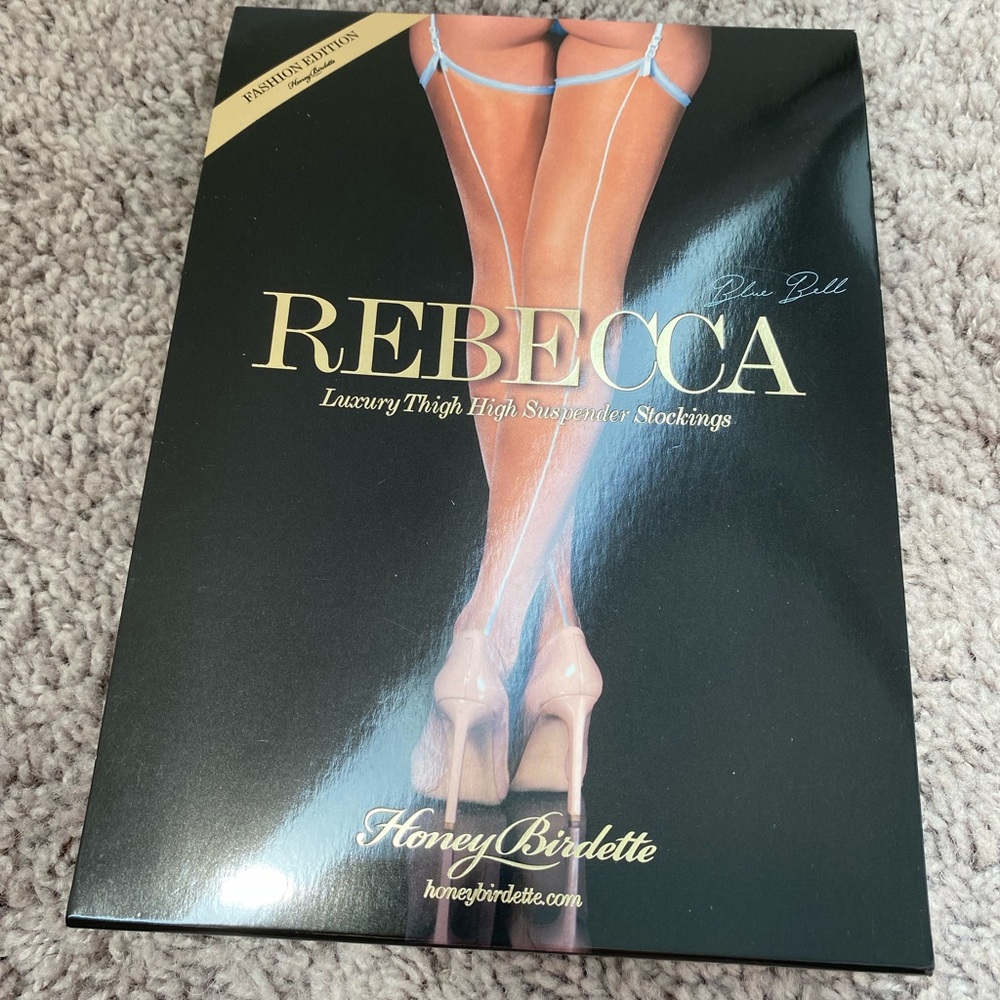 FASHION EDITION
Honey Birdette
Blue Bell
REBECCA
Luxury Thigh High Suspender Stockings
Honey Birdette
honeybirdette.com